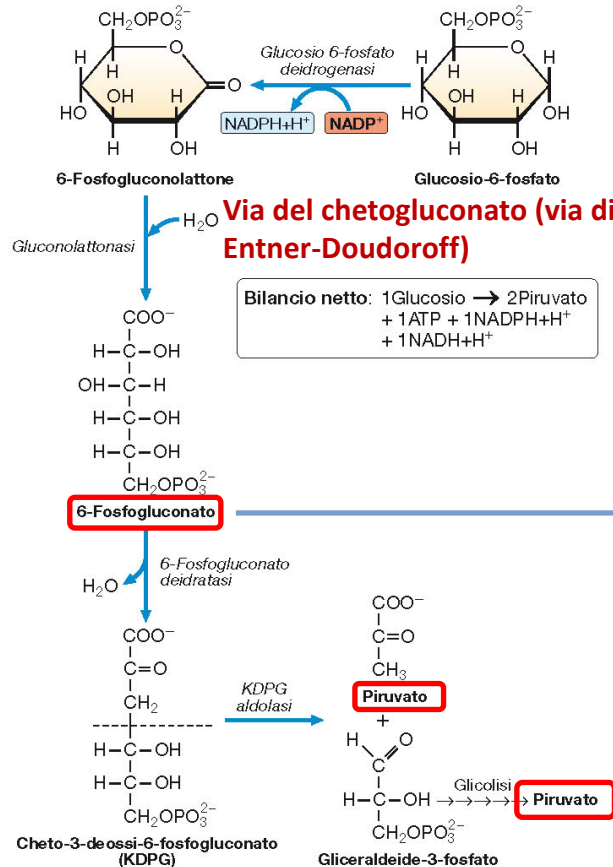 CH₂OPO₃²⁻
CH₂OPO₃²⁻
H
O
Glucosio 6-fosfato
deidrogenasi
H
O
H
H
OH
H
O
H
OH
H
HO
NADPH+H⁺
NADP⁺
HO
OH
H
OH
H
OH
6-Fosfogluconolattone
Glucosio-6-fosfato
H₂O
Via del chetogluconato (via di
Entner-Doudoroff)
Gluconolattonasi
Bilancio netto: 1Glucosio → 2Piruvato
+ 1ATP + 1NADPH+H⁺
+ 1NADH+H⁺
COO⁻
H–C–OH
OH–C–H
H–C–OH
H–C–OH
CH₂OPO₃²⁻
6-Fosfogluconato
6-Fosfogluconato
deidratasi
H₂O
COO⁻
C=O
CH₂
H–C–OH
H–C–OH
CH₂OPO₃²⁻
Cheto-3-deossi-6-fosfogluconato
(KDPG)
KDPG
aldolasi
COO⁻
C=O
CH₃
Piruvato
+
H
O
C
H–C–OH
CH₂OPO₃²⁻
Gliceraldeide-3-fosfato
Glicolisi
→→→→→
Piruvato